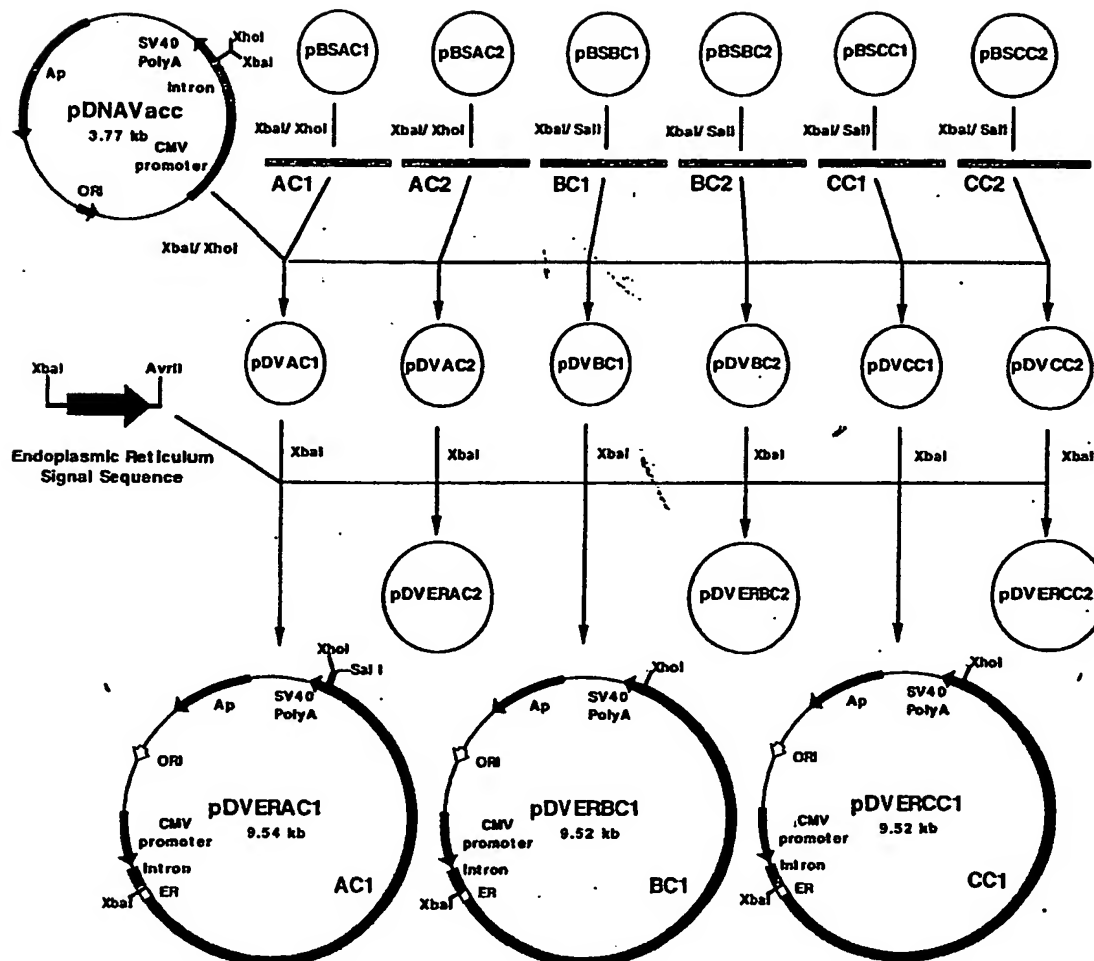 SV40
PolyA
XhoI
XbaI
Ap
Intron
pDNAVacc
3.77 kb
CMV
promoter
ORI
XbaI/ XhoI
pBSAC1
pBSAC2
pBSBC1
pBSBC2
pBSCC1
pBSCC2
XbaI/ XhoI
XbaI/ XhoI
XbaI/ SalI
XbaI/ SalI
XbaI/ SalI
XbaI/ SalI
AC1
AC2
BC1
BC2
CC1
CC2
pDVAC1
pDVAC2
pDVBC1
pDVBC2
pDVCC1
pDVCC2
XbaI
AvrII
Endoplasmic Reticulum
Signal Sequence
XbaI
XbaI
XbaI
XbaI
XbaI
XbaI
pDVERAC2
pDVERBC2
pDVERCC2
XhoI
Sal I
SV40
PolyA
Ap
ORI
pDVERAC1
9.54 kb
CMV
promoter
Intron
ER
XbaI
AC1
XhoI
SV40
PolyA
Ap
ORI
pDVERBC1
9.52 kb
CMV
promoter
Intron
ER
XbaI
BC1
XhoI
SV40
PolyA
Ap
ORI
pDVERCC1
9.52 kb
CMV
promoter
Intron
ER
XbaI
CC1